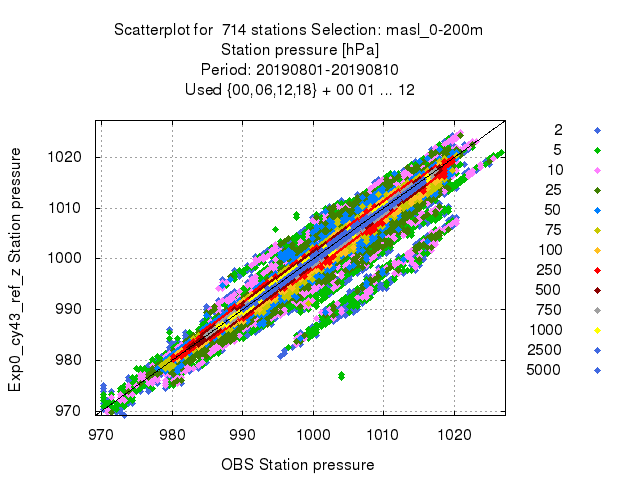 Scatterplot for  714 stations Selection: masl_0-200m
Station pressure [hPa]
Period: 20190801-20190810
Used {00,06,12,18} + 00 01 ... 12
Exp0_cy43_ref_z Station pressure
1020
1010
1000
990
980
970
970 980 990 1000 1010 1020
OBS Station pressure
2
5
10
25
50
75
100
250
500
750
1000
2500
5000